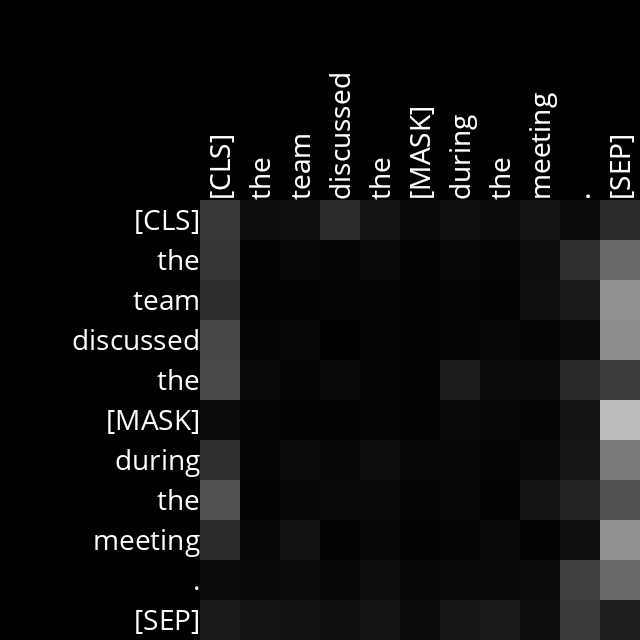 [CLS] the team discussed the [MASK] during the meeting . [SEP]
[CLS]
the
team
discussed
the
[MASK]
during
the
meeting
.
[SEP]